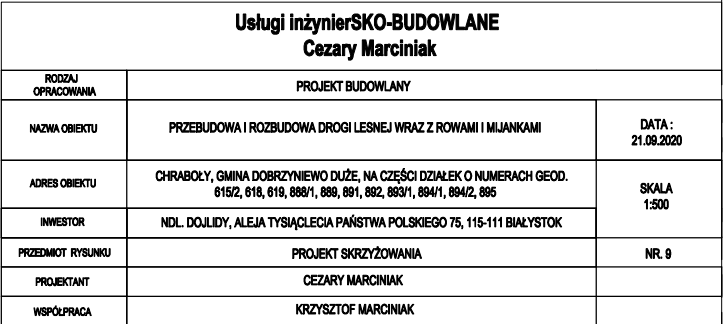 Usługi inżynierSKO-BUDOWLANE
Cezary Marciniak
RODZAJ OPRACOWANIA
PROJEKT BUDOWLANY
NAZWA OBIEKTU
PRZEBUDOWA I ROZBUDOWA DROGI LESNEJ WRAZ Z ROWAMI I MIJANKAMI
DATA :
21.09.2020
ADRES OBIEKTU
CHRABOŁY, GMINA DOBRZYNIEWO DUŻE, NA CZĘŚCI DZIAŁEK O NUMERACH GEOD.
615/2, 618, 619, 888/1, 889, 891, 892, 893/1, 894/1, 894/2, 895
SKALA
1:500
INWESTOR
NDL. DOJLIDY, ALEJA TYSIĄCLECIA PAŃSTWA POLSKIEGO 75, 115-111 BIAŁYSTOK
PRZEDMIOT RYSUNKU
PROJEKT SKRZYŻOWANIA
NR. 9
PROJEKTANT
CEZARY MARCINIAK
WSPÓŁPRACA
KRZYSZTOF MARCINIAK